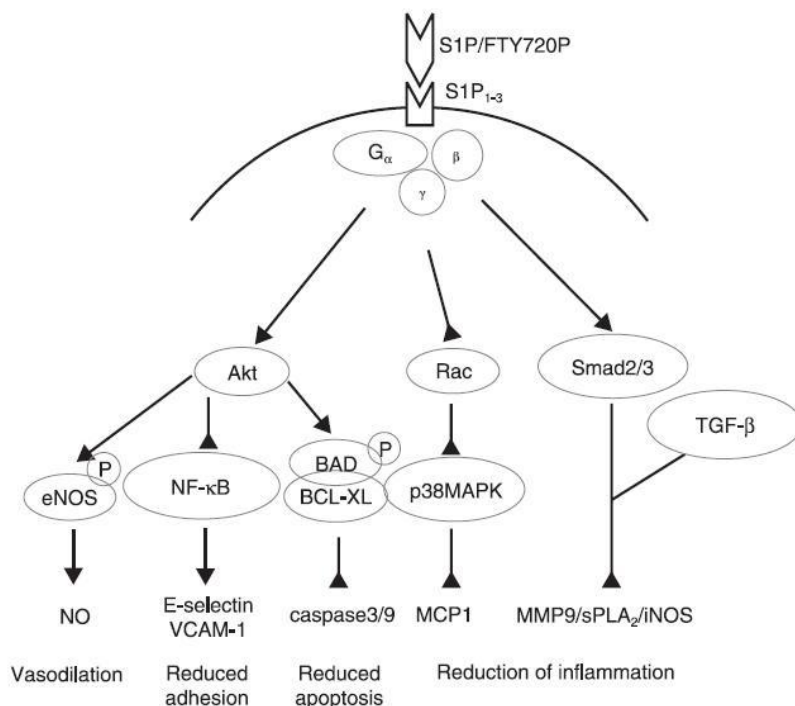 S1P/FTY720P
S1P₁₋₃
Gα
β
γ
Akt
Rac
Smad2/3
TGF-β
P
eNOS
NF-κB
P
BAD
BCL-XL
p38MAPK
NO
E-selectin
VCAM-1
caspase3/9
MCP1
MMP9/sPLA₂/iNOS
Vasodilation
Reduced
adhesion
Reduced
apoptosis
Reduction of inflammation